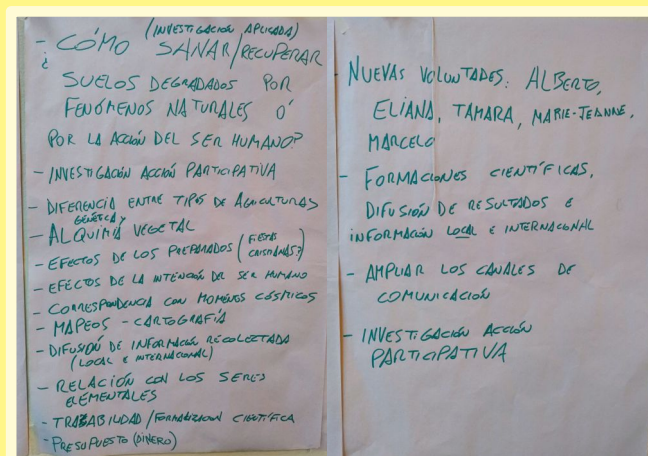 (INVESTIGACIÓN APLICADA)
- ¿CÓMO SANAR/RECUPERAR
SUELOS DEGRADADOS POR
FENÓMENOS NATURALES Ó
POR LA ACCIÓN DEL SER HUMANO?
- INVESTIGACIÓN ACCIÓN PARTICIPATIVA
- DIFERENCIA ENTRE TIPOS DE AGRICULTURAS
GENÉTICA Y
- ALQUIMIA VEGETAL
- EFECTOS DE LOS PREPARADOS (FIESTAS CRISTIANAS?)
- EFECTOS DE LA INTENCIÓN DEL SER HUMANO
- CORRESPONDENCIA CON MOMENTOS CÓSMICOS
- MAPEOS - CARTOGRAFÍA
- DIFUSIÓN DE INFORMACIÓN RECOLECTADA
(LOCAL E INTERNACIONAL)
- RELACIÓN CON LOS SERES
ELEMENTALES
- TRAZABILIDAD / FORMALIZACION CIENTÍFICA
- PRESUPUESTO (DINERO)
NUEVAS VOLUNTADES: ALBERTO,
ELIANA, TAMARA, MARIE-JEANNE,
MARCELO
- FORMACIONES CIENTÍFICAS,
DIFUSIÓN DE RESULTADOS E
INFORMACIÓN LOCAL E INTERNACIONAL
- AMPLIAR LOS CANALES DE
COMUNICACIÓN
- INVESTIGACIÓN ACCIÓN
PARTICIPATIVA